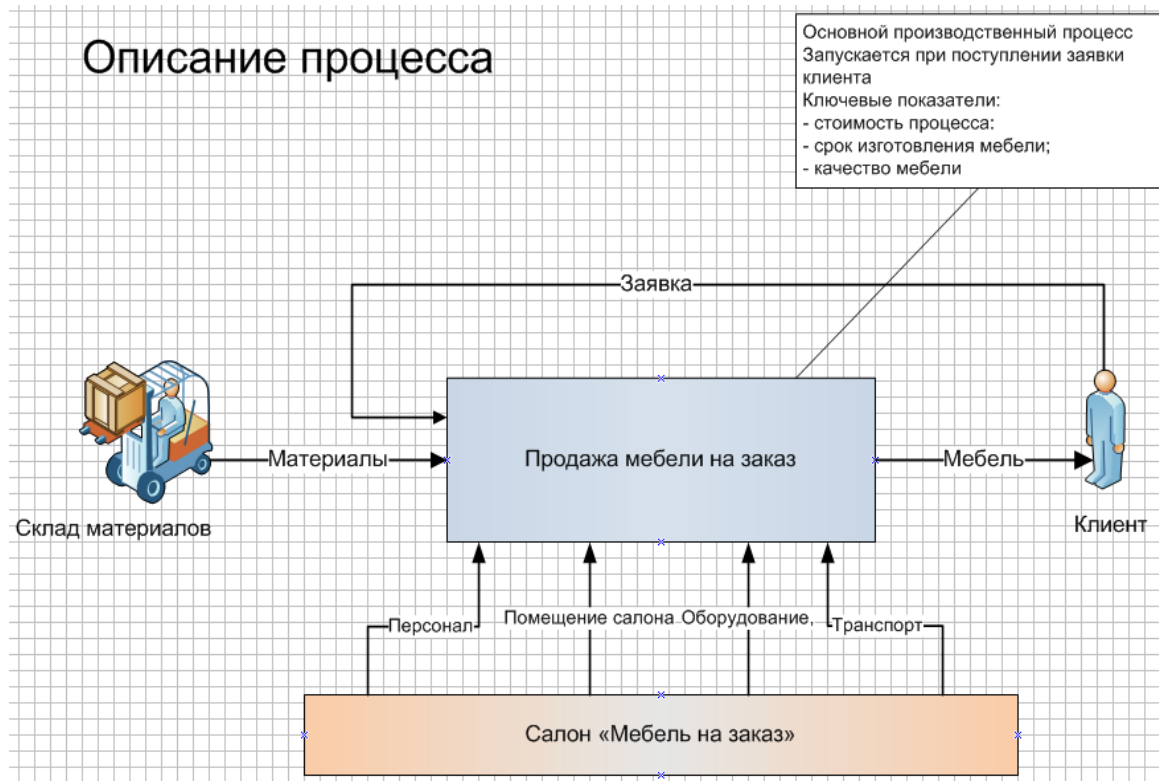 Описание процесса
Основной производственный процесс
Запускается при поступлении заявки
клиента
Ключевые показатели:
- стоимость процесса:
- срок изготовления мебели;
- качество мебели
Заявка
Материалы
Продажа мебели на заказ
Мебель
Склад материалов
Клиент
Персонал
Помещение салона
Оборудование,
Транспорт
Салон «Мебель на заказ»